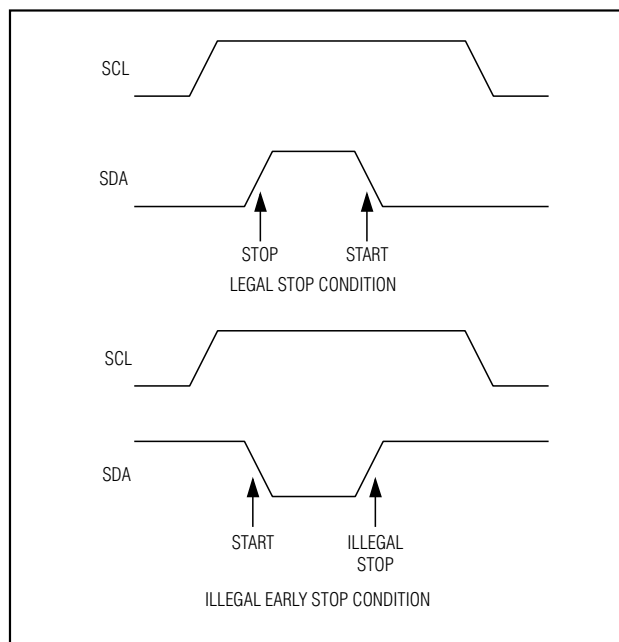 SCL
SDA
STOP START
LEGAL STOP CONDITION
SCL
SDA
START ILLEGAL
STOP
ILLEGAL EARLY STOP CONDITION